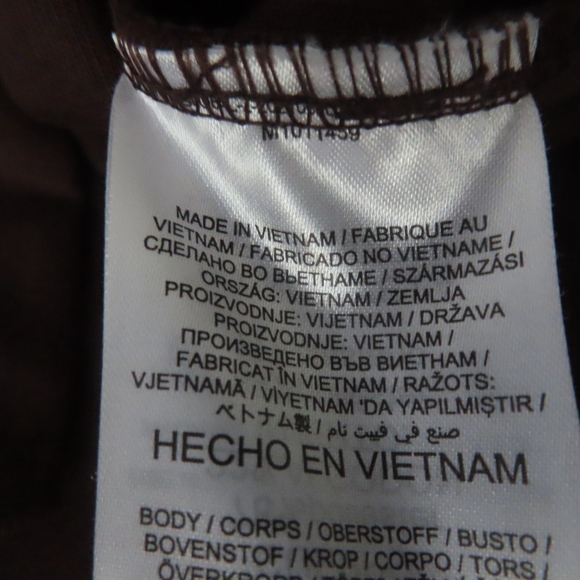 M1011459
MADE IN VIETNAM / FABRIQUE AU
VIETNAM / FABRICADO NO VIETNAME /
СДЕЛАНО ВО ВЬЕТНАМЕ / SZÁRMAZÁSI
ORSZÁG: VIETNAM / ZEMLJA
PROIZVODNJE: VIJETNAM / DRŽAVA
PROIZVODNJE: VIETNAM /
ПРОИЗВЕДЕНО ВЪВ ВИЕТНАМ /
FABRICAT ÎN VIETNAM / RAŽOTS:
VJETNAMĀ / VİYETNAM 'DA YAPILMIŞTIR /
ベトナム製 / صنع في فييت نام
HECHO EN VIETNAM
BODY / CORPS / OBERSTOFF / BUSTO /
BOVENSTOF / KROP / CORPO / TORS /